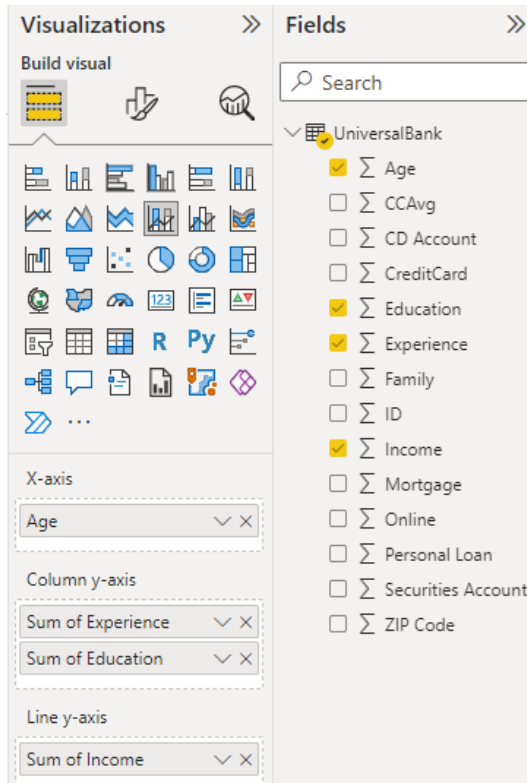 Visualizations
Build visual
123
R
Py
...
X-axis
Age
Column y-axis
Sum of Experience
Sum of Education
Line y-axis
Sum of Income
Fields
Search
UniversalBank
Age
CCAvg
CD Account
CreditCard
Education
Experience
Family
ID
Income
Mortgage
Online
Personal Loan
Securities Account
ZIP Code